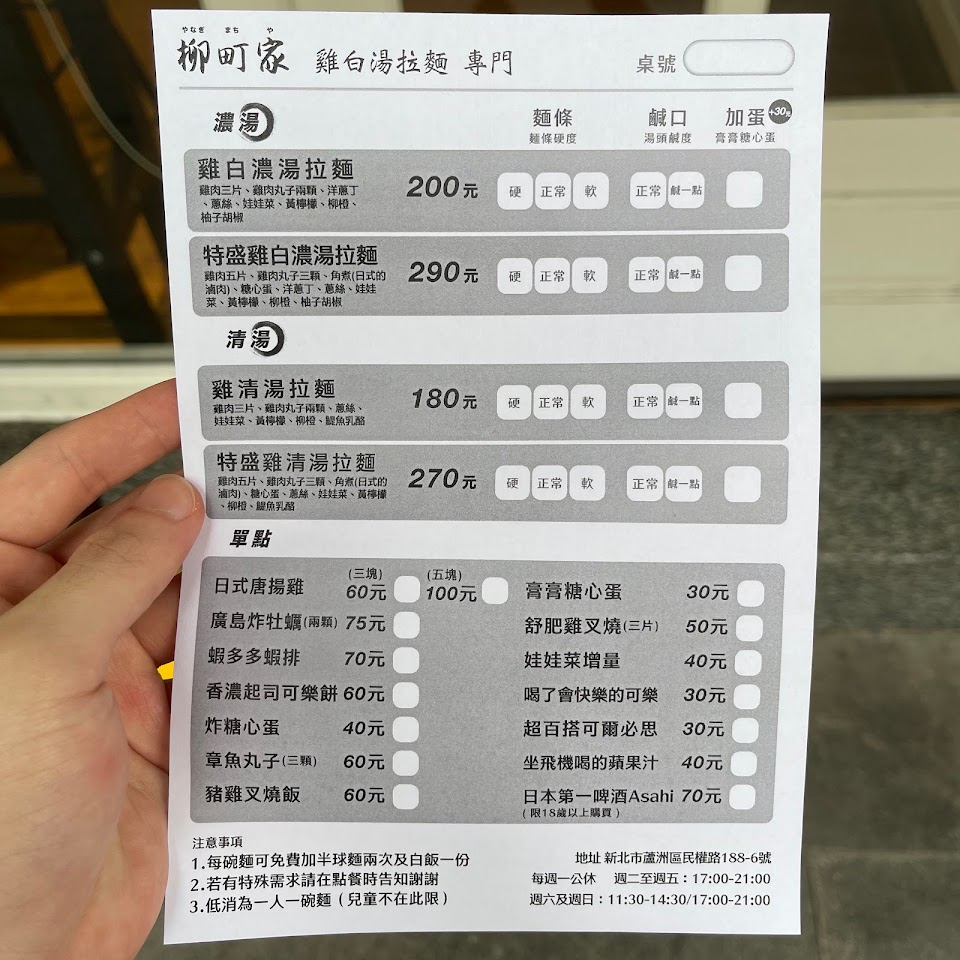 やなぎ まち や
柳町家 雞白湯拉麵 專門 桌號
濃湯 麵條 鹹口 加蛋 +30元
麵條硬度 湯頭鹹度 膏膏糖心蛋
雞白濃湯拉麵 200元 硬 正常 軟 正常 鹹一點
雞肉三片、雞肉丸子兩顆、洋蔥丁
、蔥絲、娃娃菜、黃檸檬、柳橙、
柚子胡椒
特盛雞白濃湯拉麵 290元 硬 正常 軟 正常 鹹一點
雞肉五片、雞肉丸子三顆、角煮(日式的
滷肉)、糖心蛋、洋蔥丁、蔥絲、娃娃
菜、黃檸檬、柳橙、柚子胡椒
清湯
雞清湯拉麵 180元 硬 正常 軟 正常 鹹一點
雞肉三片、雞肉丸子兩顆、蔥絲、
娃娃菜、黃檸檬、柳橙、鯷魚乳酪
特盛雞清湯拉麵 270元 硬 正常 軟 正常 鹹一點
雞肉五片、雞肉丸子三顆、角煮(日式的
滷肉)、糖心蛋、蔥絲、娃娃菜、黃檸檬
、柳橙、鯷魚乳酪
單點
日式唐揚雞 (三塊) 60元 (五塊) 100元 膏膏糖心蛋 30元
廣島炸牡蠣(兩顆) 75元 舒肥雞叉燒(三片) 50元
蝦多多蝦排 70元 娃娃菜增量 40元
香濃起司可樂餅 60元 喝了會快樂的可樂 30元
炸糖心蛋 40元 超百搭可爾必思 30元
章魚丸子(三顆) 60元 坐飛機喝的蘋果汁 40元
豬雞叉燒飯 60元 日本第一啤酒Asahi 70元
(限18歲以上購買)
注意事項
1.每碗麵可免費加半球麵兩次及白飯一份 地址 新北市蘆洲區民權路188-6號
2.若有特殊需求請在點餐時告知謝謝 每週一公休 週二至週五：17:00-21:00
3.低消為一人一碗麵（兒童不在此限） 週六及週日：11:30-14:30/17:00-21:00